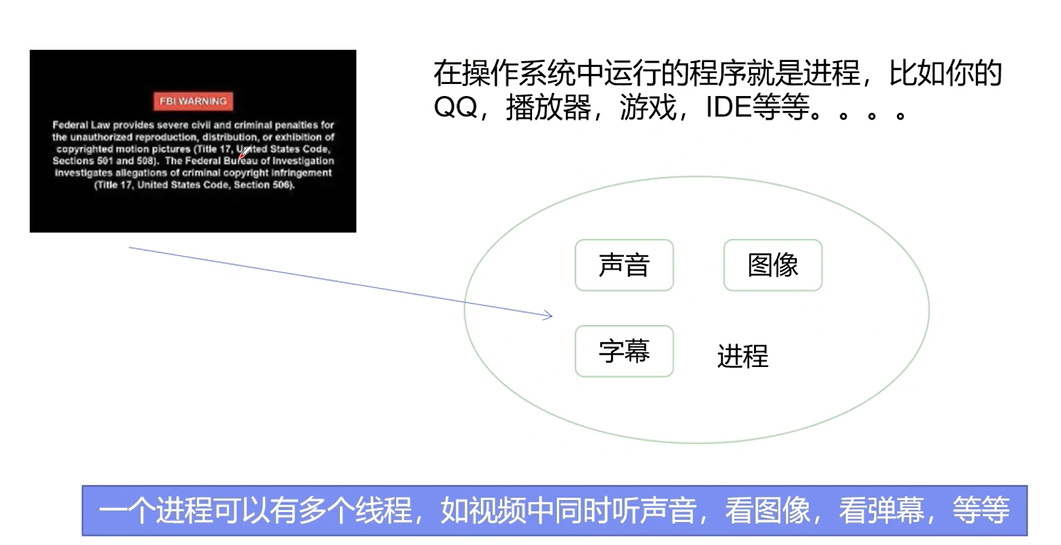 FBI WARNING
Federal Law provides severe civil and criminal penalties for
the unauthorized reproduction, distribution, or exhibition of
copyrighted motion pictures (Title 17, United States Code,
Sections 501 and 508). The Federal Bureau of Investigation
investigates allegations of criminal copyright infringement
(Title 17, United States Code, Section 506).
在操作系统中运行的程序就是进程，比如你的
QQ，播放器，游戏，IDE等等。。。。
声音
图像
字幕
进程
一个进程可以有多个线程，如视频中同时听声音，看图像，看弹幕，等等